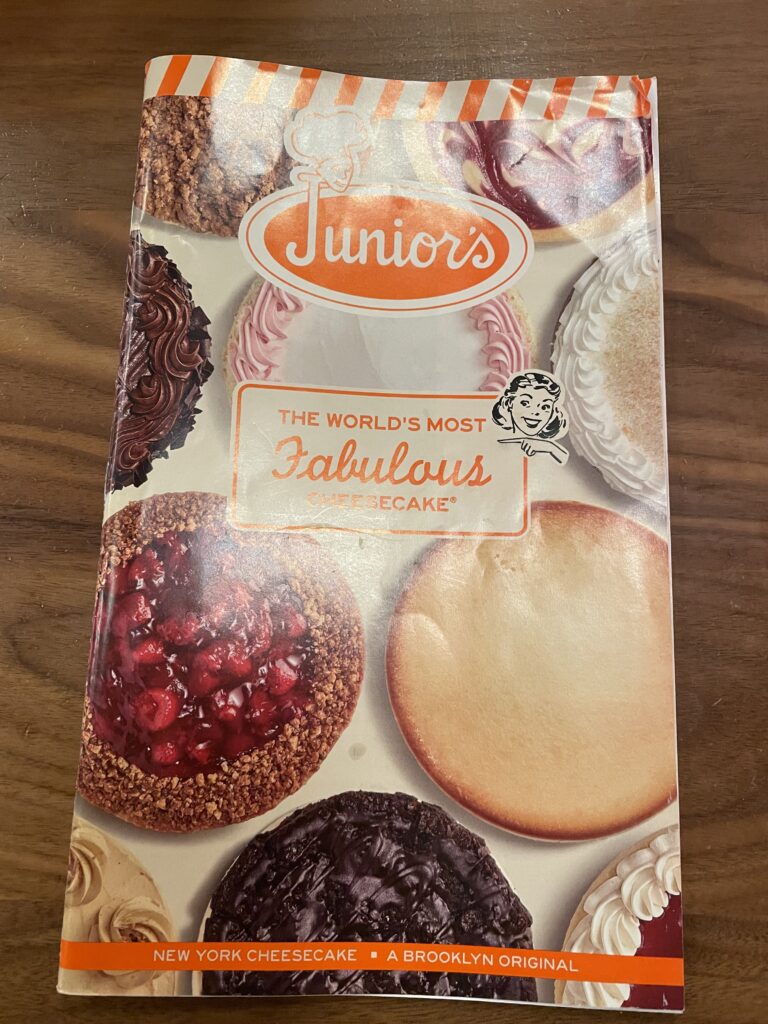 Junior's
THE WORLD'S MOST
Fabulous
CHEESECAKE®
NEW YORK CHEESECAKE ▪ A BROOKLYN ORIGINAL